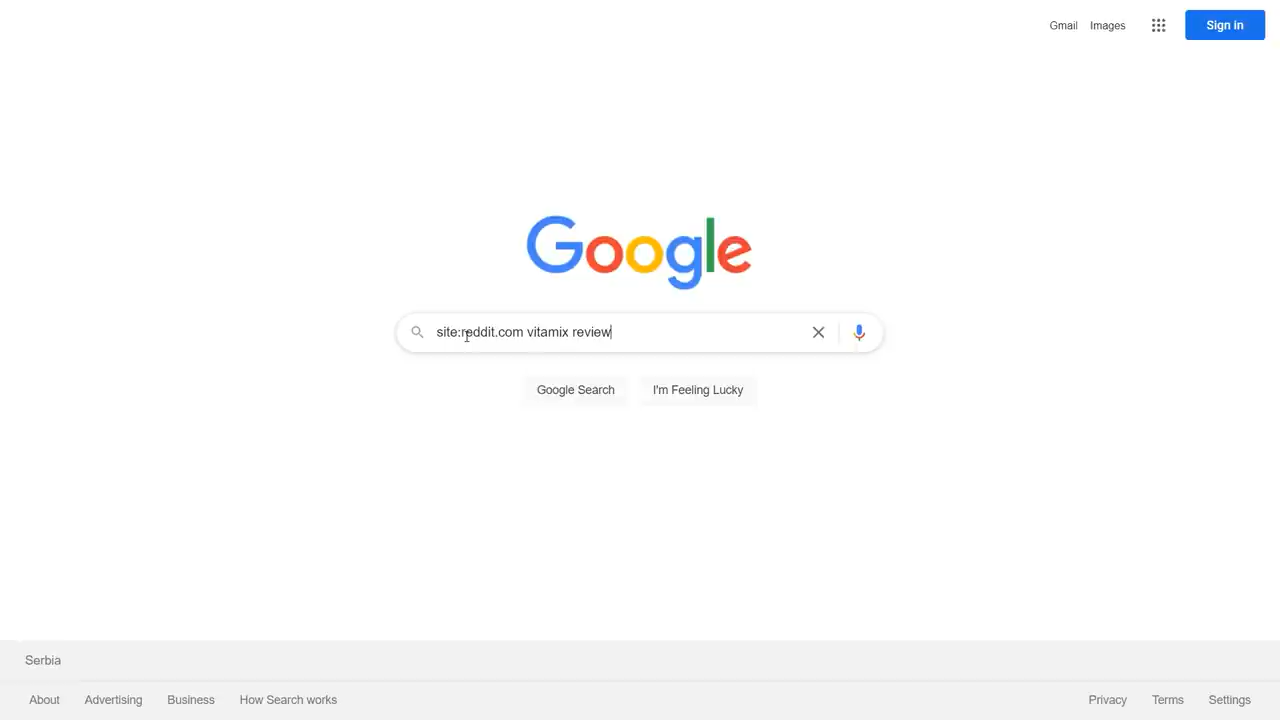 Gmail Images Sign in
Google
site:reddit.com vitamix review
Google Search I'm Feeling Lucky
Serbia
About Advertising Business How Search works Privacy Terms Settings